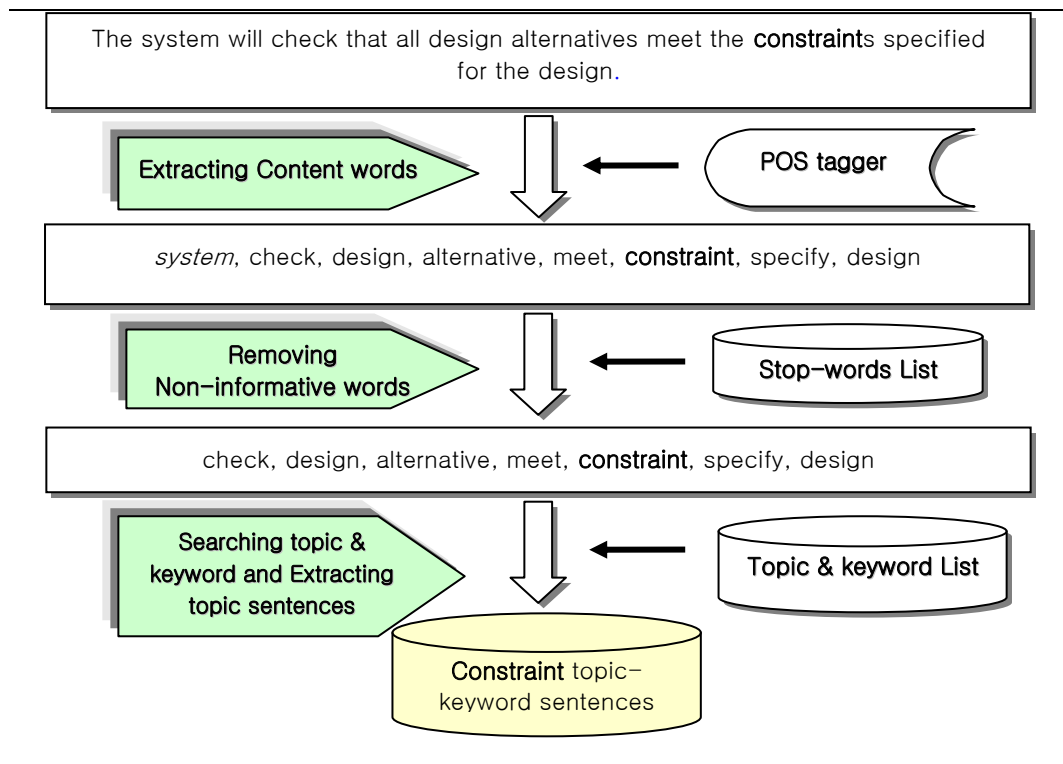 The system will check that all design alternatives meet the constraints specified
for the design.
Extracting Content words
POS tagger
system, check, design, alternative, meet, constraint, specify, design
Removing
Non-informative words
Stop-words List
check, design, alternative, meet, constraint, specify, design
Searching topic &
keyword and Extracting
topic sentences
Topic & keyword List
Constraint topic-
keyword sentences